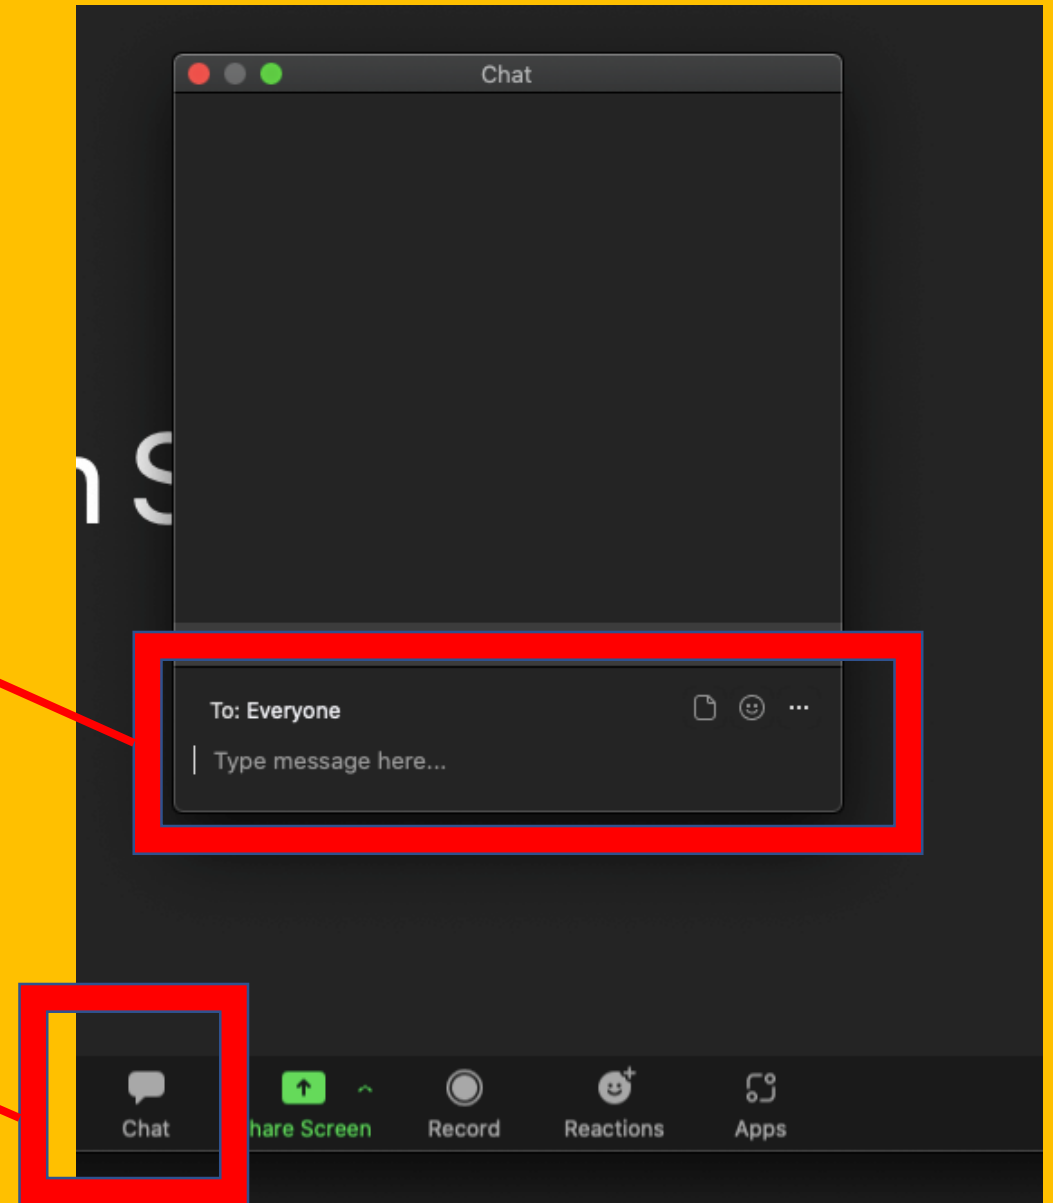 Chat
n S
To: Everyone
Type message here...
Chat
hare Screen
Record
Reactions
Apps